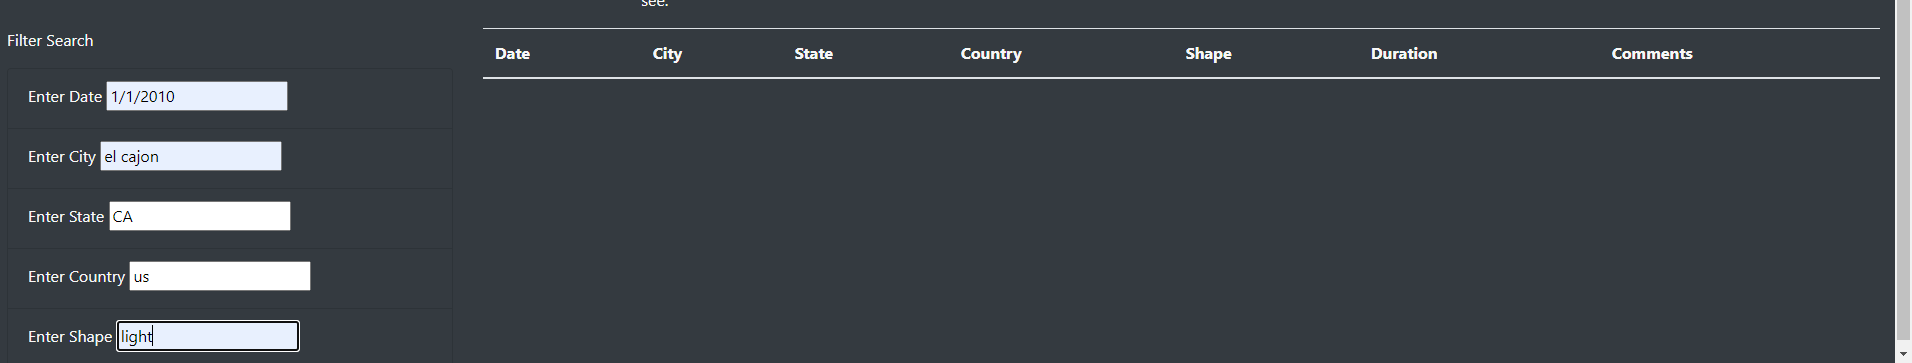 see.
Filter Search
Date City State Country Shape Duration Comments
Enter Date 1/1/2010
Enter City el cajon
Enter State CA
Enter Country us
Enter Shape light